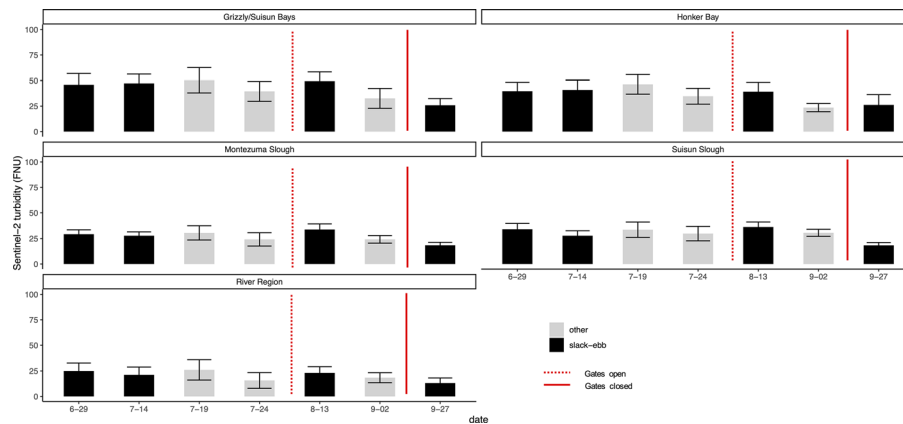 Grizzly/Suisun Bays
Honker Bay
100
75
50
25
0
Montezuma Slough
Suisun Slough
100
75
50
25
0
6−29 7−14 7−19 7−24 8−13 9−02 9−27
River Region
100
75
50
25
0
6−29 7−14 7−19 7−24 8−13 9−02 9−27
date
Sentinel−2 turbidity (FNU)
other
slack−ebb
Gates open
Gates closed